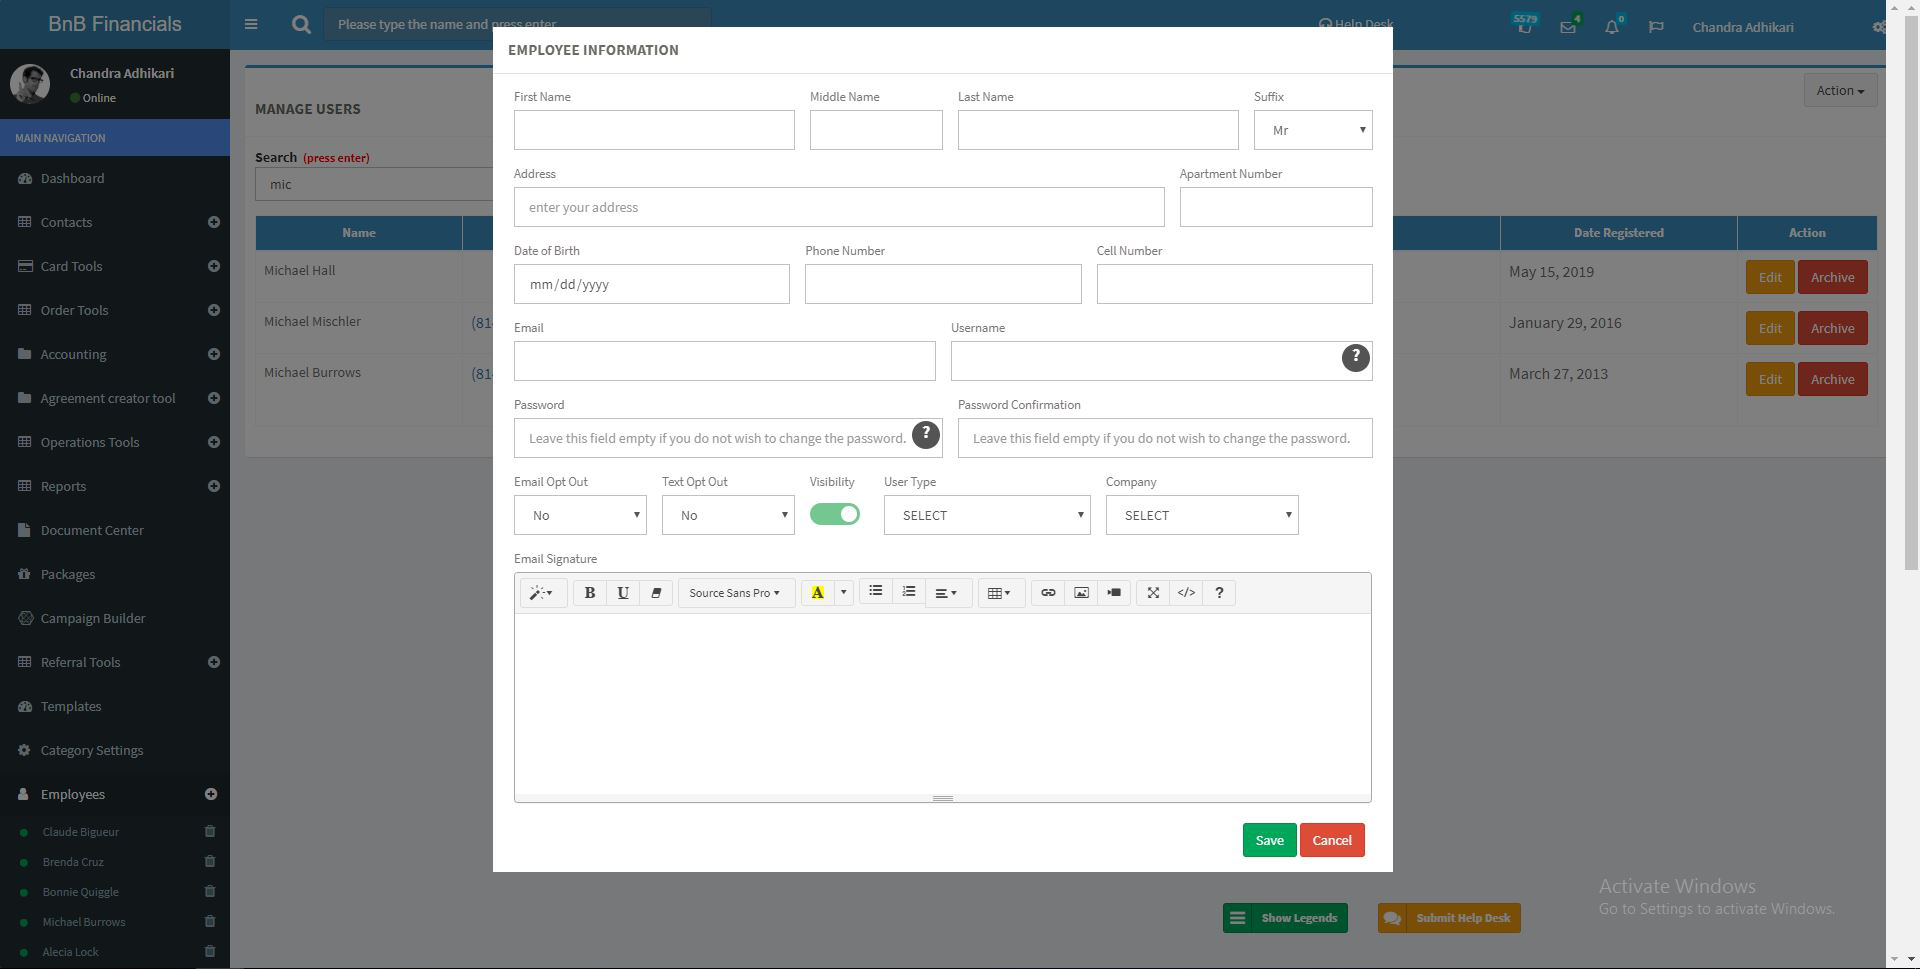 BnB Financials
Please type the name and press enter
Help Desk
5579
4
0
Chandra Adhikari
Chandra Adhikari
Online
MAIN NAVIGATION
Dashboard
Contacts
Card Tools
Order Tools
Accounting
Agreement creator tool
Operations Tools
Reports
Document Center
Packages
Campaign Builder
Referral Tools
Templates
Category Settings
Employees
Claude Bigueur
Brenda Cruz
Bonnie Quiggle
Michael Burrows
Alecia Lock
MANAGE USERS
Action
Search (press enter)
mic
Name
Date Registered
Action
Michael Hall
May 15, 2019
Edit
Archive
Michael Mischler
(81
January 29, 2016
Edit
Archive
Michael Burrows
(81
March 27, 2013
Edit
Archive
EMPLOYEE INFORMATION
First Name
Middle Name
Last Name
Suffix
Mr
Address
Apartment Number
enter your address
Date of Birth
Phone Number
Cell Number
mm/dd/yyyy
Email
Username
?
Password
Password Confirmation
Leave this field empty if you do not wish to change the password.
?
Leave this field empty if you do not wish to change the password.
Email Opt Out
Text Opt Out
Visibility
User Type
Company
No
No
SELECT
SELECT
Email Signature
B
U
Source Sans Pro
A
</>
?
Save
Cancel
Show Legends
Submit Help Desk
Activate Windows
Go to Settings to activate Windows.